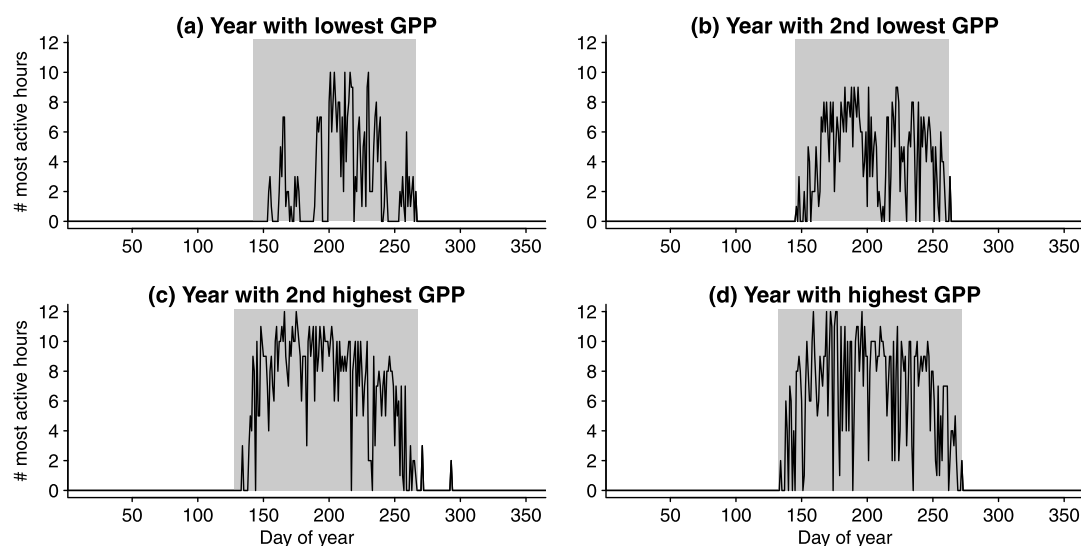 (a) Year with lowest GPP
(b) Year with 2nd lowest GPP
# most active hours
12
10
8
6
4
2
0
50 100 150 200 250 300 350
12
10
8
6
4
2
0
50 100 150 200 250 300 350
(c) Year with 2nd highest GPP
(d) Year with highest GPP
# most active hours
12
10
8
6
4
2
0
50 100 150 200 250 300 350
Day of year
12
10
8
6
4
2
0
50 100 150 200 250 300 350
Day of year